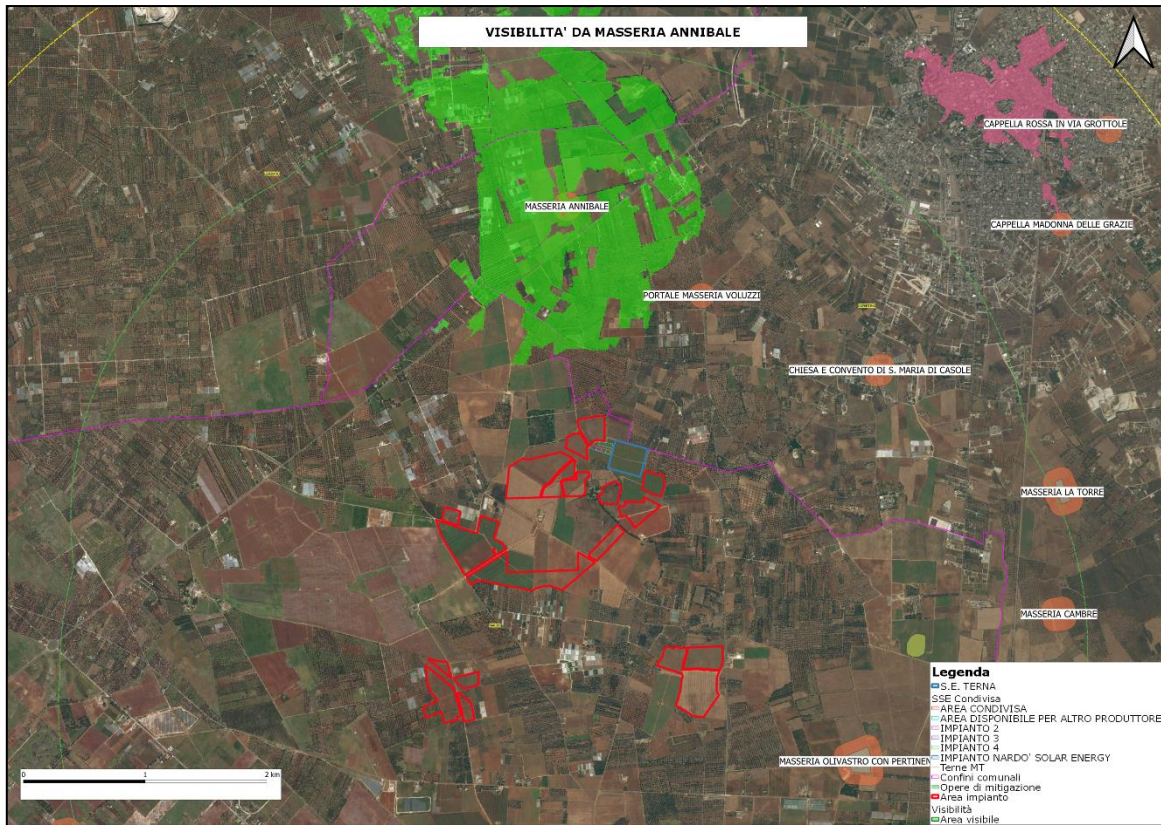 VISIBILITA' DA MASSERIA ANNIBALE
CAPPELLA ROSSA IN VIA GROTTOLE
MASSERIA ANNIBALE
CAPPELLA MADONNA DELLE GRAZIE
PORTALE MASSERIA VOLUZZI
CHIESA E CONVENTO DI S. MARIA DI CASOLE
MASSERIA LA TORRE
MASSERIA CAMBRE
MASSERIA OLIVASTRO CON PERTINEN
0 1 2 km
Legenda
S.E. TERNA
SSE Condivisa
AREA CONDIVISA
AREA DISPONIBILE PER ALTRO PRODUTTORE
IMPIANTO 2
IMPIANTO 3
IMPIANTO 4
IMPIANTO NARDO' SOLAR ENERGY
Terne MT
Confini comunali
Opere di mitigazione
Area impianto
Visibilità
Area visibile